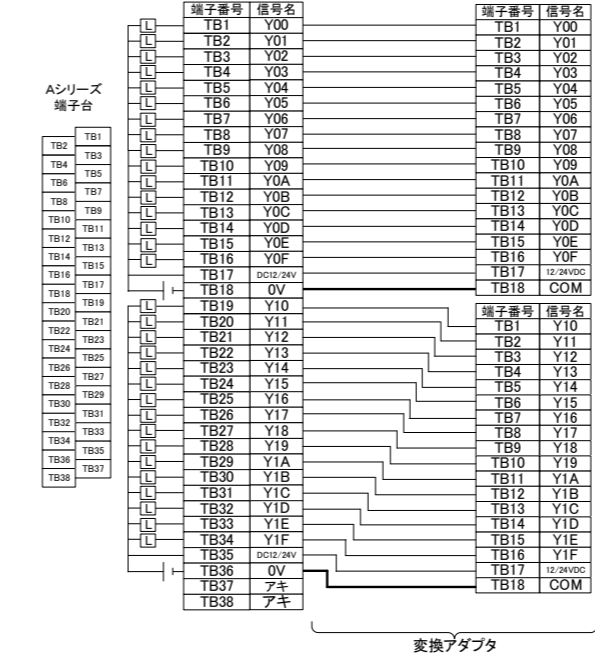 Aシリーズ
端子台
TB1
TB2
TB3
TB4
TB5
TB6
TB7
TB8
TB9
TB10
TB11
TB12
TB13
TB14
TB15
TB16
TB17
TB18
TB19
TB20
TB21
TB22
TB23
TB24
TB25
TB26
TB27
TB28
TB29
TB30
TB31
TB32
TB33
TB34
TB35
TB36
TB37
TB38
端子番号 信号名
L TB1 Y00
L TB2 Y01
L TB3 Y02
L TB4 Y03
L TB5 Y04
L TB6 Y05
L TB7 Y06
L TB8 Y07
L TB9 Y08
L TB10 Y09
L TB11 Y0A
L TB12 Y0B
L TB13 Y0C
L TB14 Y0D
L TB15 Y0E
L TB16 Y0F
TB17 DC12/24V
TB18 0V
L TB19 Y10
L TB20 Y11
L TB21 Y12
L TB22 Y13
L TB23 Y14
L TB24 Y15
L TB25 Y16
L TB26 Y17
L TB27 Y18
L TB28 Y19
L TB29 Y1A
L TB30 Y1B
L TB31 Y1C
L TB32 Y1D
L TB33 Y1E
L TB34 Y1F
TB35 DC12/24V
TB36 0V
TB37 アキ
TB38 アキ
端子番号 信号名
TB1 Y00
TB2 Y01
TB3 Y02
TB4 Y03
TB5 Y04
TB6 Y05
TB7 Y06
TB8 Y07
TB9 Y08
TB10 Y09
TB11 Y0A
TB12 Y0B
TB13 Y0C
TB14 Y0D
TB15 Y0E
TB16 Y0F
TB17 12/24VDC
TB18 COM
端子番号 信号名
TB1 Y10
TB2 Y11
TB3 Y12
TB4 Y13
TB5 Y14
TB6 Y15
TB7 Y16
TB8 Y17
TB9 Y18
TB10 Y19
TB11 Y1A
TB12 Y1B
TB13 Y1C
TB14 Y1D
TB15 Y1E
TB16 Y1F
TB17 12/24VDC
TB18 COM
変換アダプタ